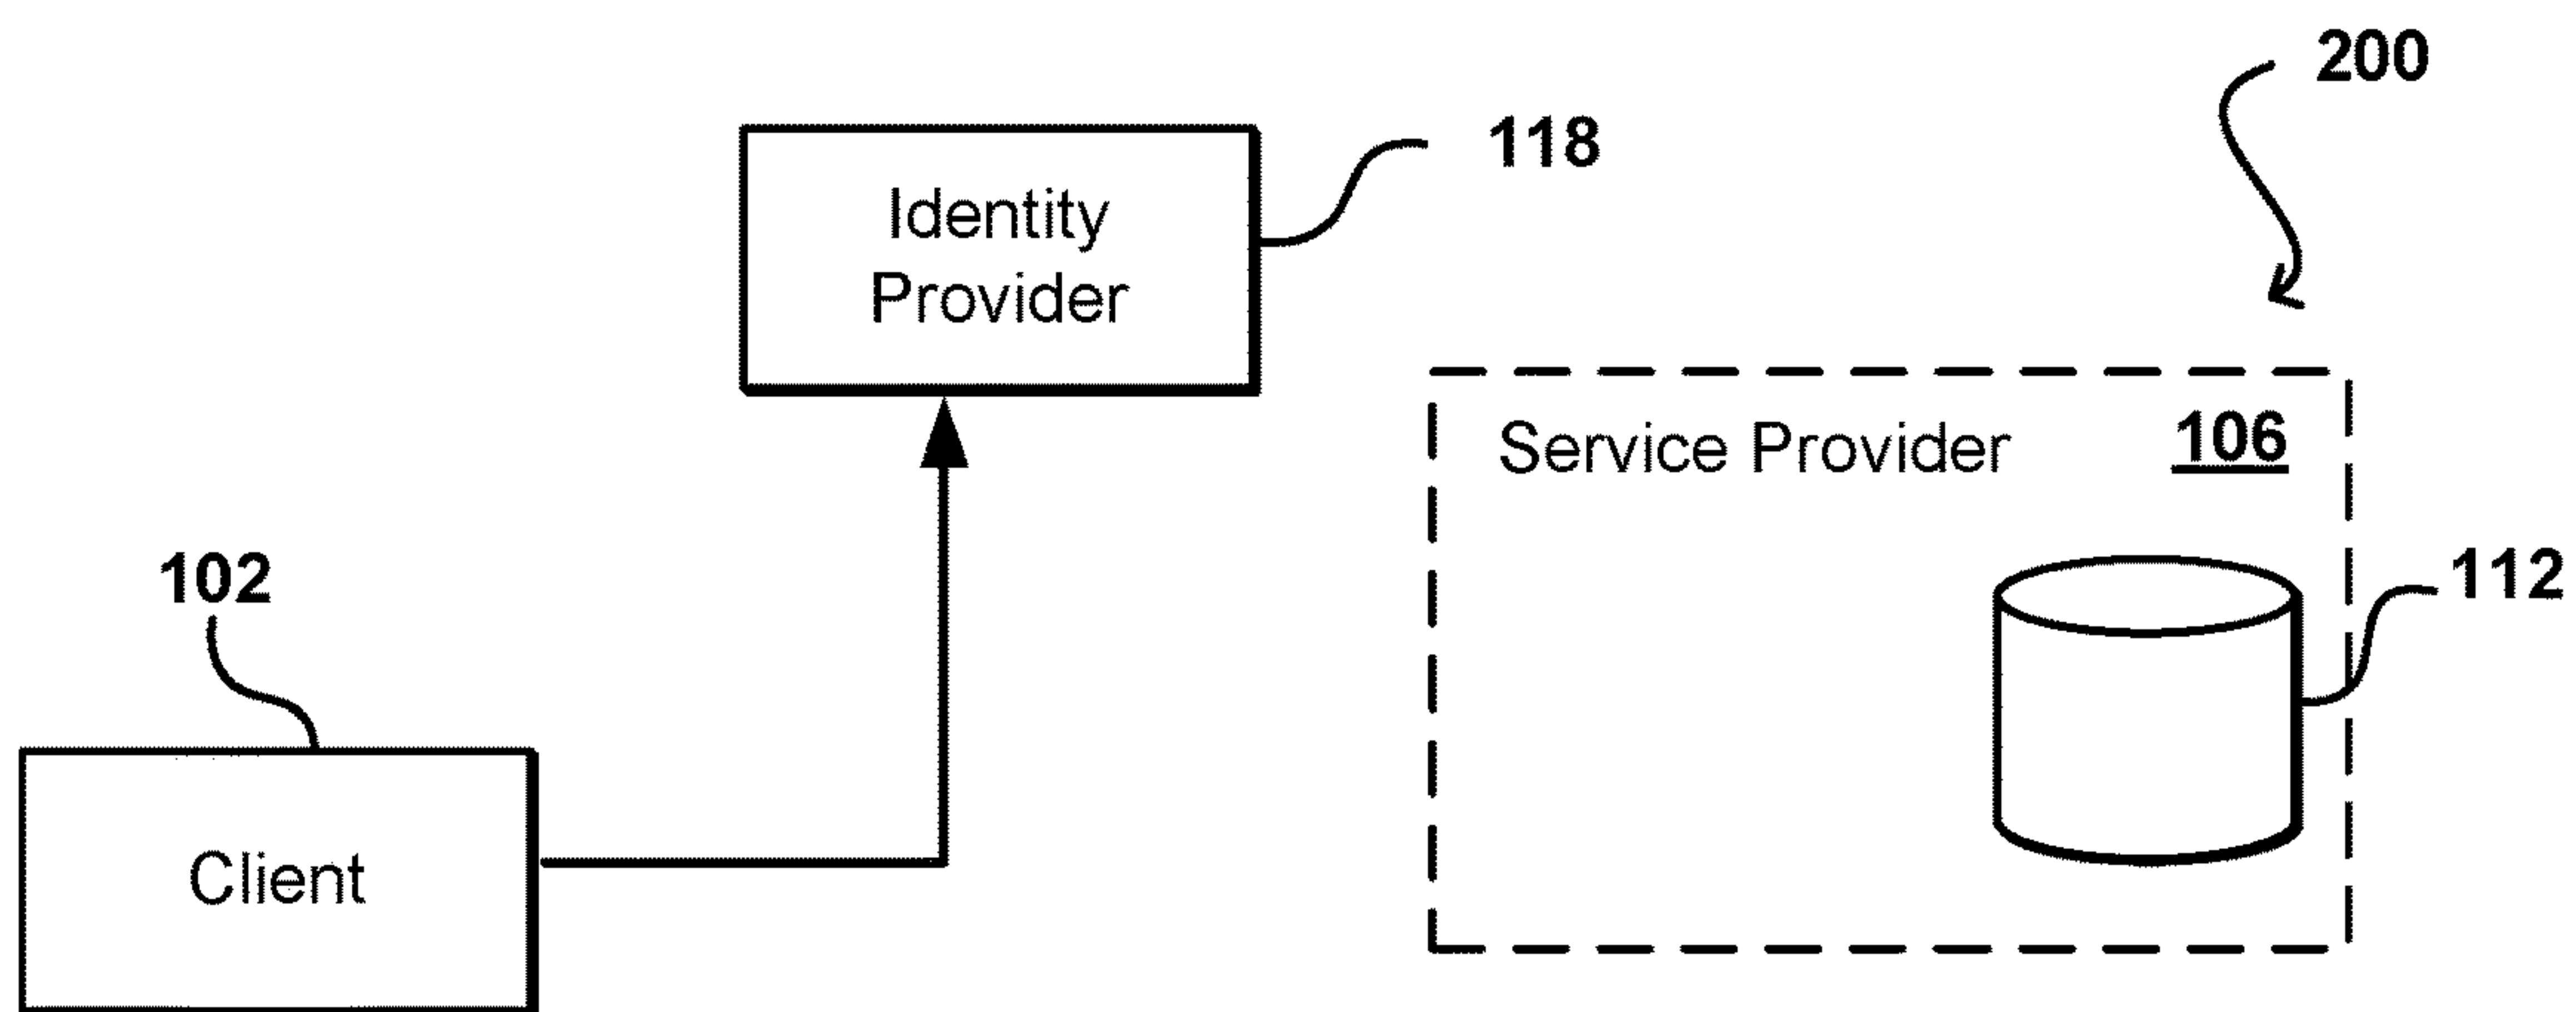 200
118
Identity
Provider
Service Provider 106
102
112
Client